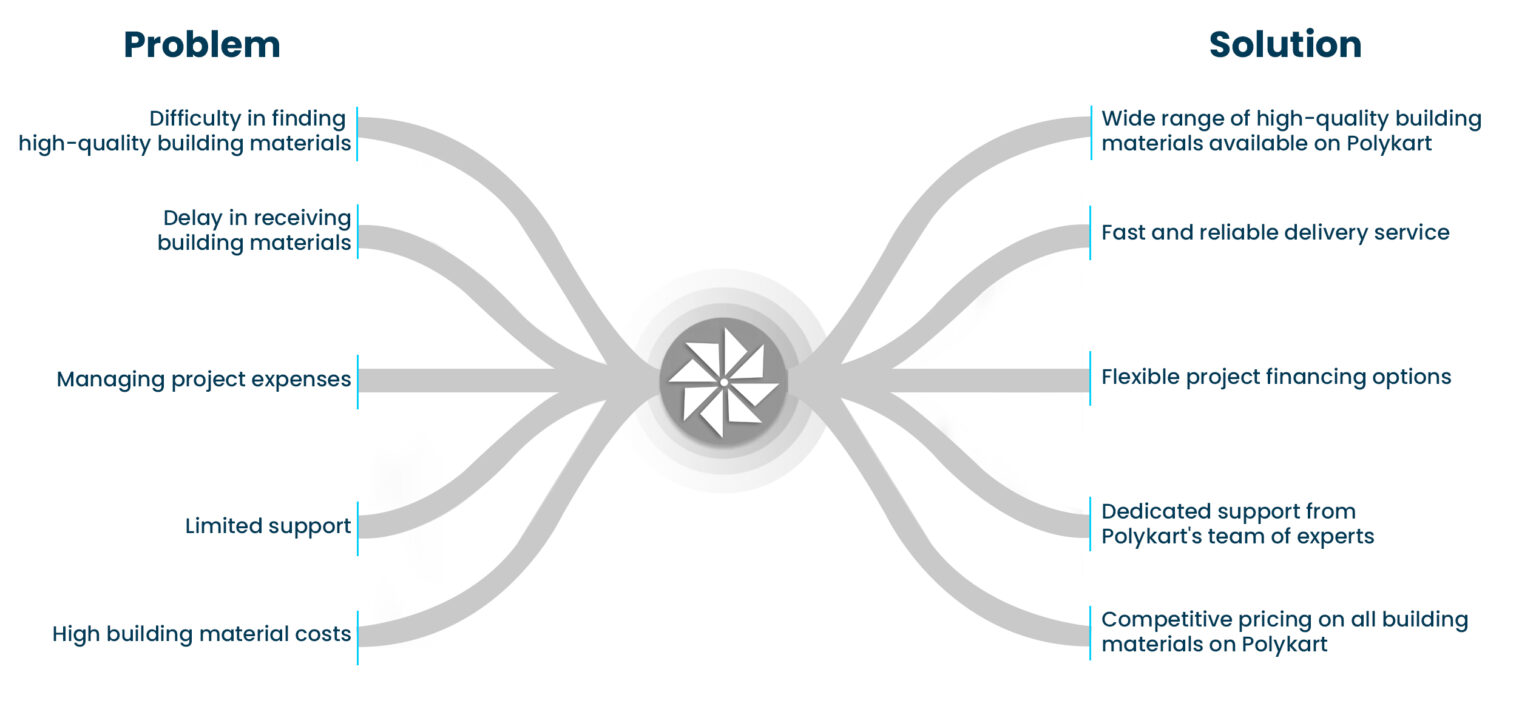 Problem
Difficulty in finding
high-quality building materials
Delay in receiving
building materials
Managing project expenses
Limited support
High building material costs
Solution
Wide range of high-quality building
materials available on Polykart
Fast and reliable delivery service
Flexible project financing options
Dedicated support from
Polykart's team of experts
Competitive pricing on all building
materials on Polykart